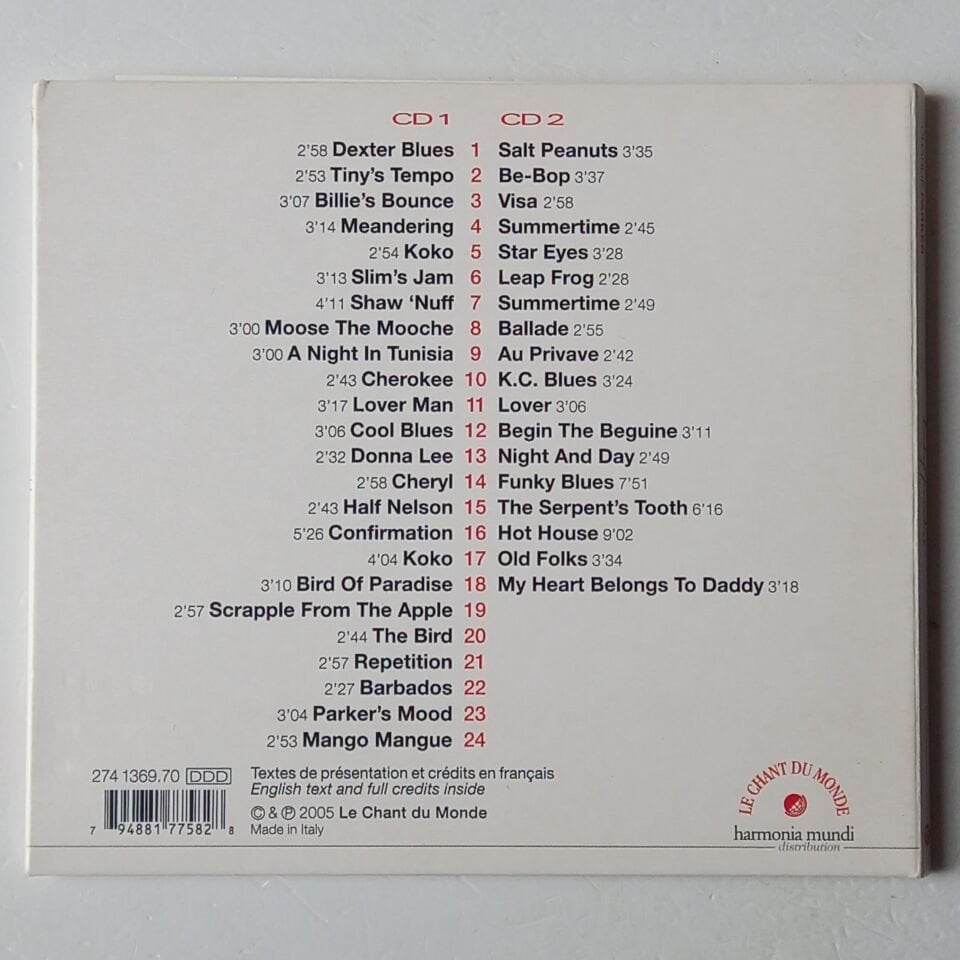 CD 1 CD 2
2'58 Dexter Blues 1 Salt Peanuts 3'35
2'53 Tiny's Tempo 2 Be-Bop 3'37
3'07 Billie's Bounce 3 Visa 2'58
3'14 Meandering 4 Summertime 2'45
2'54 Koko 5 Star Eyes 3'28
3'13 Slim's Jam 6 Leap Frog 2'28
4'11 Shaw ‘Nuff 7 Summertime 2'49
3'00 Moose The Mooche 8 Ballade 2'55
3'00 A Night In Tunisia 9 Au Privave 2'42
2'43 Cherokee 10 K.C. Blues 3'24
3'17 Lover Man 11 Lover 3'06
3'06 Cool Blues 12 Begin The Beguine 3'11
2'32 Donna Lee 13 Night And Day 2'49
2'58 Cheryl 14 Funky Blues 7'51
2'43 Half Nelson 15 The Serpent's Tooth 6'16
5'26 Confirmation 16 Hot House 9'02
4'04 Koko 17 Old Folks 3'34
3'10 Bird Of Paradise 18 My Heart Belongs To Daddy 3'18
2'57 Scrapple From The Apple 19
2'44 The Bird 20
2'57 Repetition 21
2'27 Barbados 22
3'04 Parker's Mood 23
2'53 Mango Mangue 24
274 1369.70 DDD
7 94881 77582 8
Textes de présentation et crédits en français
English text and full credits inside
© & ℗ 2005 Le Chant du Monde
Made in Italy
LE CHANT DU MONDE
harmonia mundi
distribution